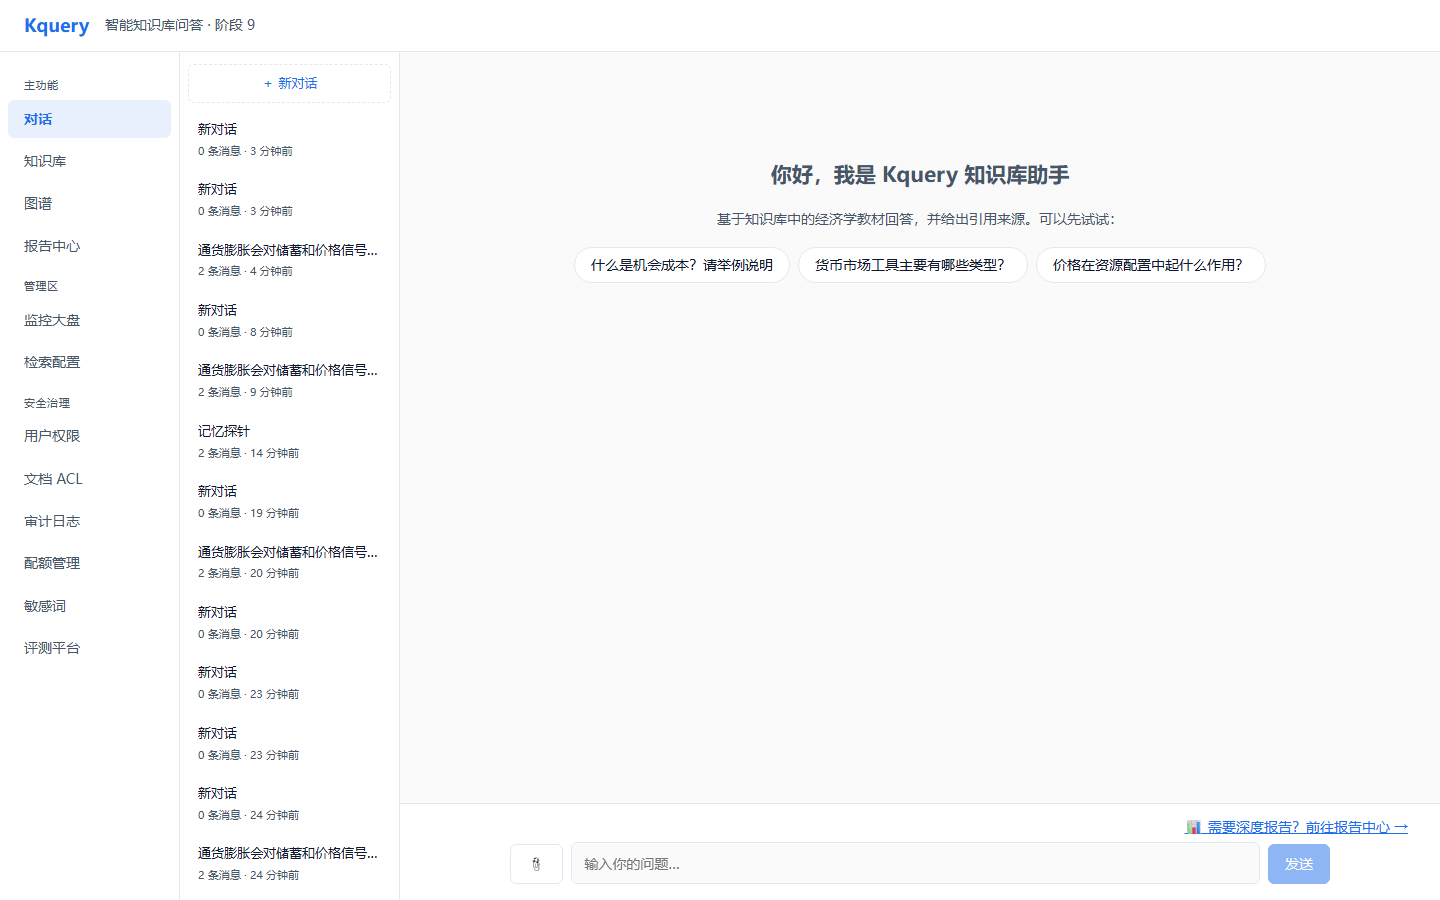 Kquery 智能知识库问答 · 阶段 9
主功能
对话
知识库
图谱
报告中心
管理区
监控大盘
检索配置
安全治理
用户权限
文档 ACL
审计日志
配额管理
敏感词
评测平台
+ 新对话
新对话
0 条消息 · 3 分钟前
新对话
0 条消息 · 3 分钟前
通货膨胀会对储蓄和价格信号...
2 条消息 · 4 分钟前
新对话
0 条消息 · 8 分钟前
通货膨胀会对储蓄和价格信号...
2 条消息 · 9 分钟前
记忆探针
2 条消息 · 14 分钟前
新对话
0 条消息 · 19 分钟前
通货膨胀会对储蓄和价格信号...
2 条消息 · 20 分钟前
新对话
0 条消息 · 20 分钟前
新对话
0 条消息 · 23 分钟前
新对话
0 条消息 · 23 分钟前
新对话
0 条消息 · 24 分钟前
通货膨胀会对储蓄和价格信号...
2 条消息 · 24 分钟前
你好，我是 Kquery 知识库助手
基于知识库中的经济学教材回答，并给出引用来源。可以先试试：
什么是机会成本？请举例说明
货币市场工具主要有哪些类型？
价格在资源配置中起什么作用？
📊 需要深度报告？前往报告中心 →
输入你的问题...
发送